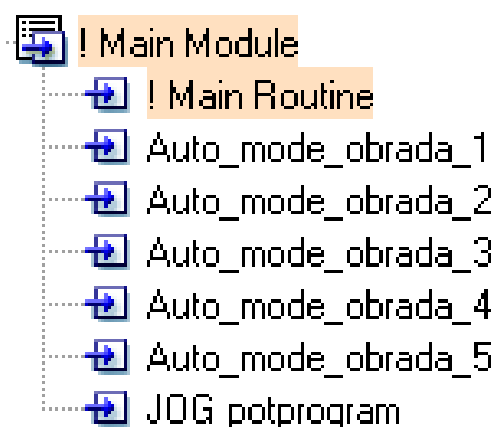 ! Main Module
! Main Routine
Auto_mode_obrada_1
Auto_mode_obrada_2
Auto_mode_obrada_3
Auto_mode_obrada_4
Auto_mode_obrada_5
JOG potprogram